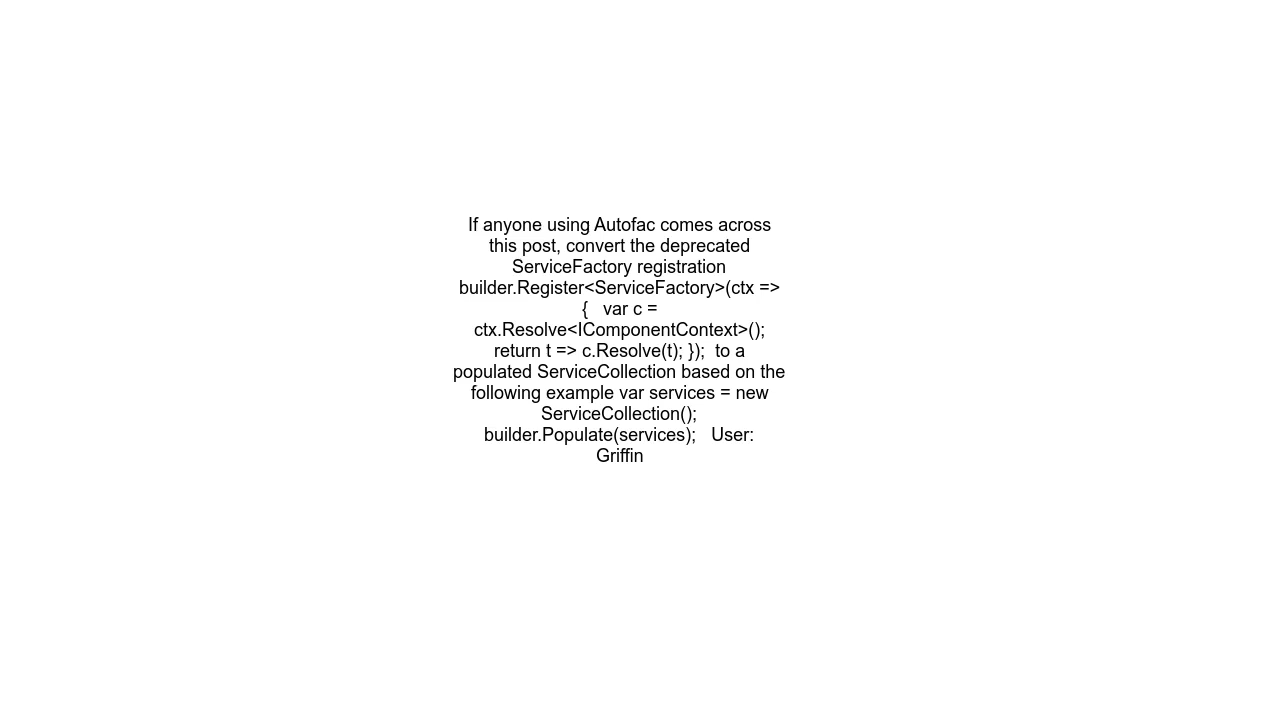 If anyone using Autofac comes across
this post, convert the deprecated
ServiceFactory registration
builder.Register<ServiceFactory>(ctx =>
{   var c =
ctx.Resolve<IComponentContext>();
return t => c.Resolve(t); });  to a
populated ServiceCollection based on the
following example var services = new
ServiceCollection();
builder.Populate(services);   User:
Griffin